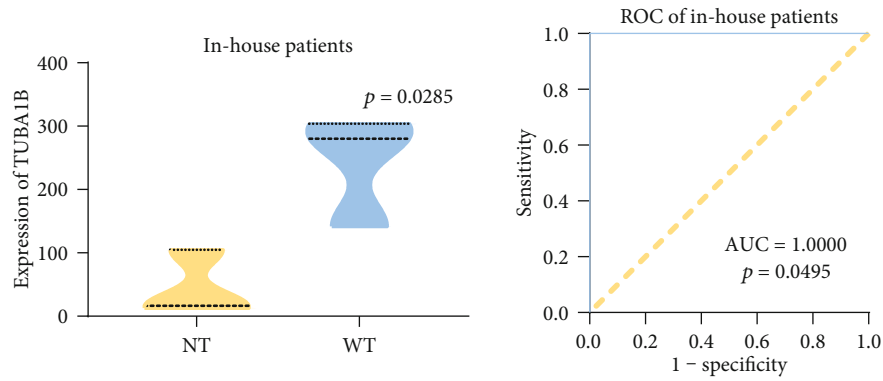 In-house patients
Expression of TUBA1B
400
300
200
100
0
p = 0.0285
NT
WT
ROC of in-house patients
Sensitivity
1.0
0.8
0.6
0.4
0.2
0.0
AUC = 1.0000
p = 0.0495
0.0 0.2 0.4 0.6 0.8 1.0
1 − specificity